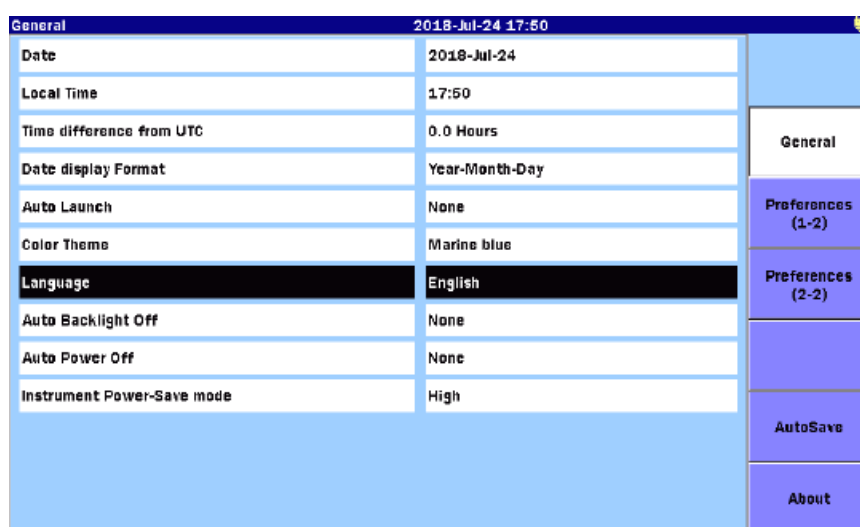 General 2018-Jul-24 17:50
Date 2018-Jul-24
Local Time 17:50
Time difference from UTC 0.0 Hours
Date display Format Year-Month-Day
Auto Launch None
Color Theme Marine blue
Language English
Auto Backlight Off None
Auto Power Off None
Instrument Power-Save mode High
General
Preferences
(1-2)
Preferences
(2-2)
AutoSave
About